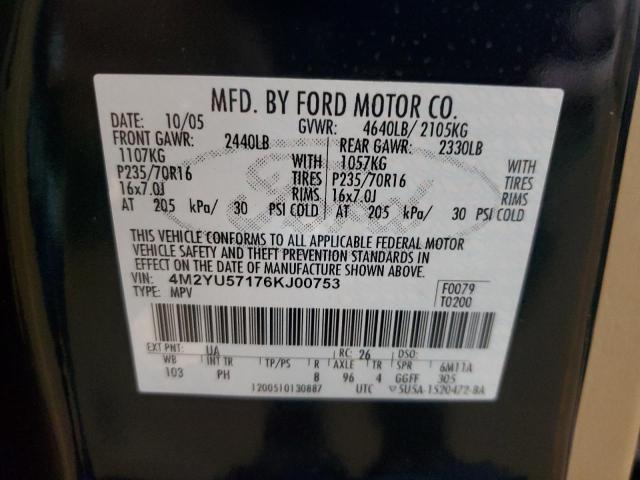 MFD. BY FORD MOTOR CO.
DATE: 10/05 GVWR: 4640LB/ 2105KG
FRONT GAWR: 2440LB REAR GAWR: 2330LB
1107KG WITH 1057KG WITH
P235/70R16 TIRES P235/70R16 TIRES
16x7.0J RIMS 16x7.0J RIMS
AT 205 kPa/ 30 PSI COLD AT 205 kPa/ 30 PSI COLD
THIS VEHICLE CONFORMS TO ALL APPLICABLE FEDERAL MOTOR
VEHICLE SAFETY AND THEFT PREVENTION STANDARDS IN
EFFECT ON THE DATE OF MANUFACTURE SHOWN ABOVE.
VIN: 4M2YU57176KJ00753 F0079
TYPE: MPV T0200
EXT PNT: UA RC: 26 DSO:
WB INT TR TP/PS R AXLE TR SPR 6M11A
103 PH 8 96 4 GGFF 305
1200510130887 UTC 5U5A-1520472-BA